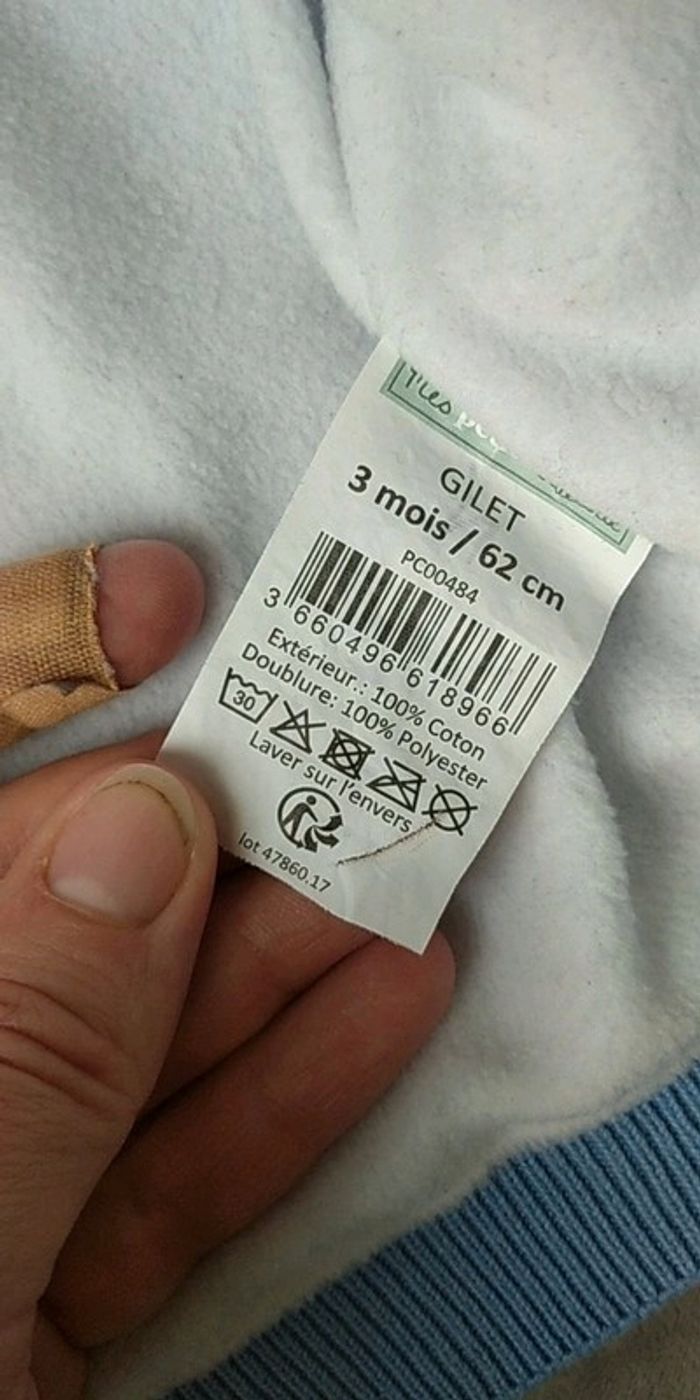 GILET
3 mois / 62 cm
PC00484
3 660496 618966
Extérieur.: 100% Coton
Doublure: 100% Polyester
30
Laver sur l'envers
lot 47860.17